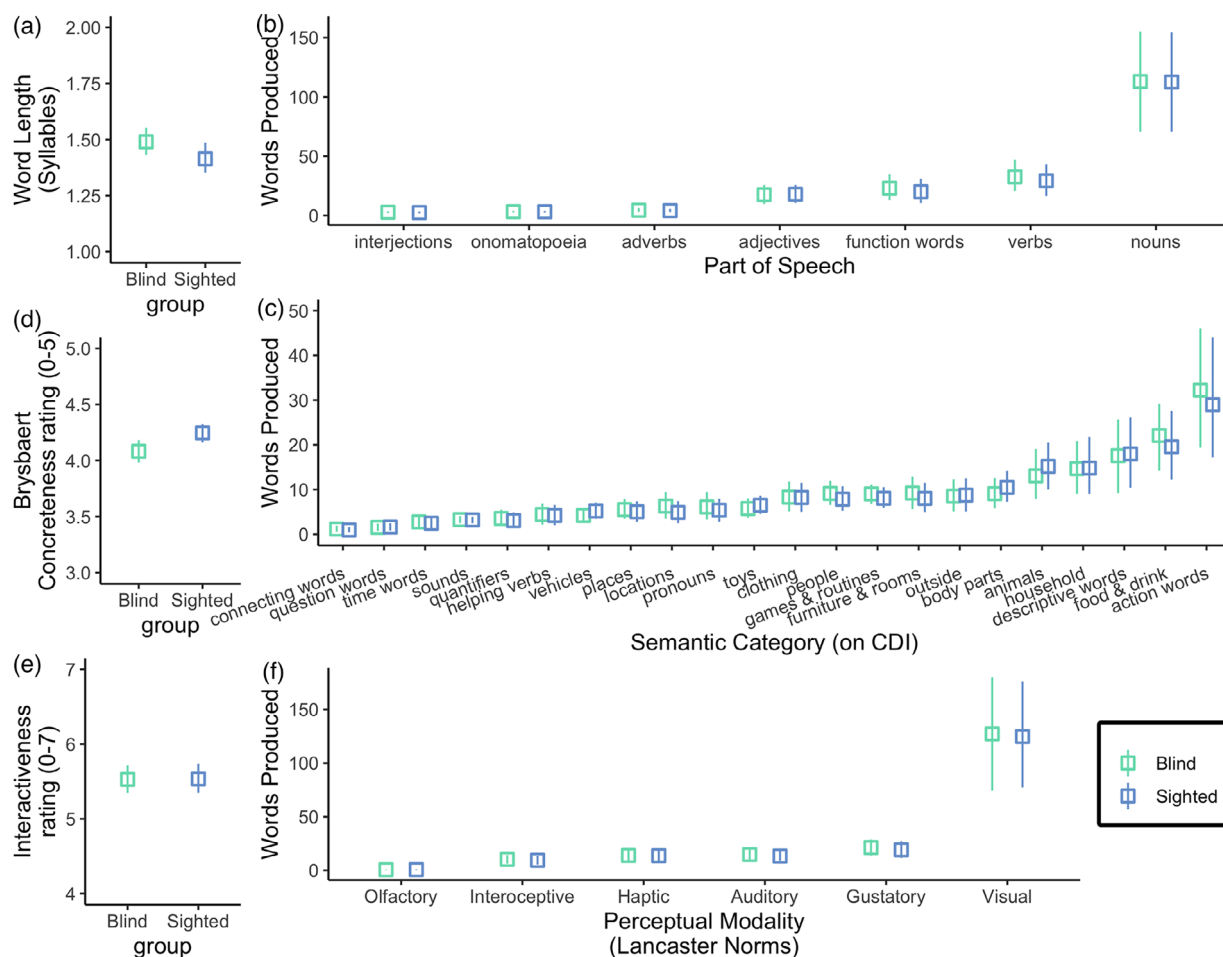 (a)
Word Length
(Syllables)
2.00
1.75
1.50
1.25
1.00
Blind Sighted
group
(b)
Words Produced
150
100
50
0
interjections onomatopoeia adverbs adjectives function words verbs nouns
Part of Speech
(d)
Brysbaert
Concreteness rating (0-5)
5.0
4.5
4.0
3.5
3.0
Blind Sighted
group
(c)
Words Produced
50
40
30
20
10
0
connecting words question words time words sounds quantifiers helping verbs vehicles places locations pronouns toys clothing people games & routines furniture & rooms outside body parts animals household descriptive words food & drink action words
Semantic Category (on CDI)
(e)
Interactiveness
rating (0-7)
7
6
5
4
Blind Sighted
group
(f)
Words Produced
150
100
50
0
Olfactory Interoceptive Haptic Auditory Gustatory Visual
Perceptual Modality
(Lancaster Norms)
Blind
Sighted